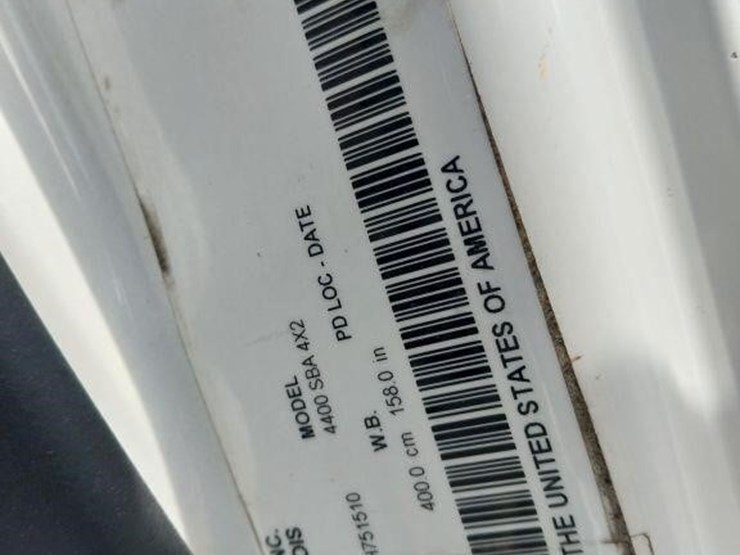 NC.
OIS
MODEL
4400 SBA 4X2
PD LOC - DATE
4751510
W.B.
400.0 cm 158.0 in
THE UNITED STATES OF AMERICA